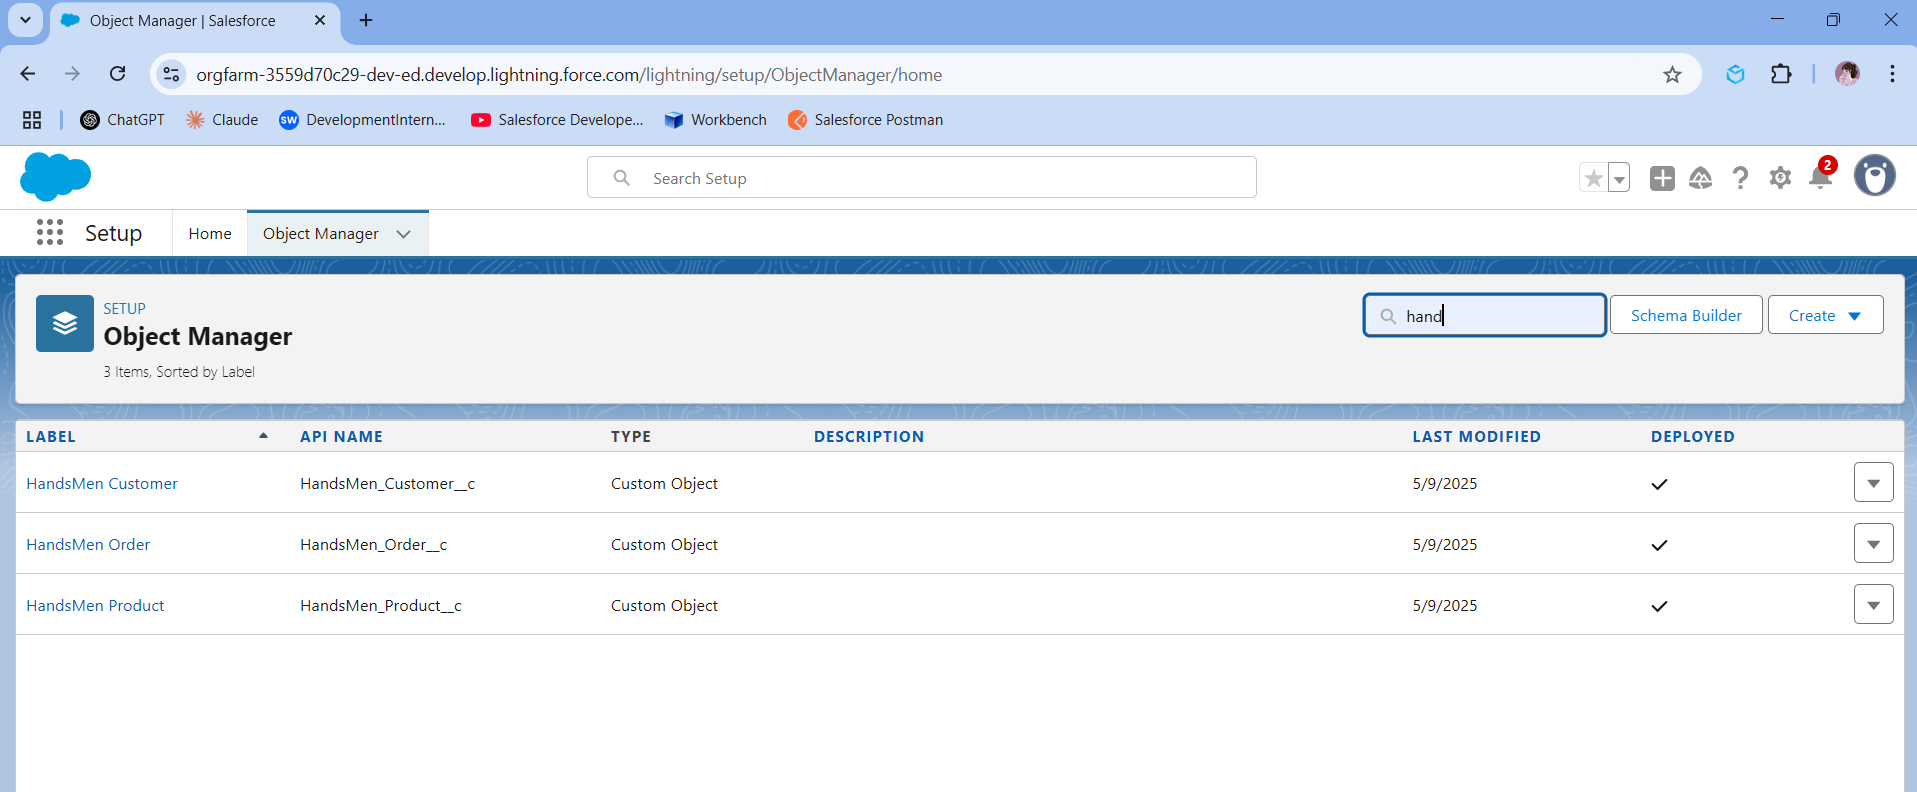 Object Manager | Salesforce
orgfarm-3559d70c29-dev-ed.develop.lightning.force.com/lightning/setup/ObjectManager/home
ChatGPT Claude SW DevelopmentIntern... Salesforce Develope... Workbench Salesforce Postman
Search Setup
2
Setup Home Object Manager
SETUP
Object Manager
3 Items, Sorted by Label
hand
Schema Builder
Create
LABEL API NAME TYPE DESCRIPTION LAST MODIFIED DEPLOYED
HandsMen Customer HandsMen_Customer__c Custom Object 5/9/2025
HandsMen Order HandsMen_Order__c Custom Object 5/9/2025
HandsMen Product HandsMen_Product__c Custom Object 5/9/2025